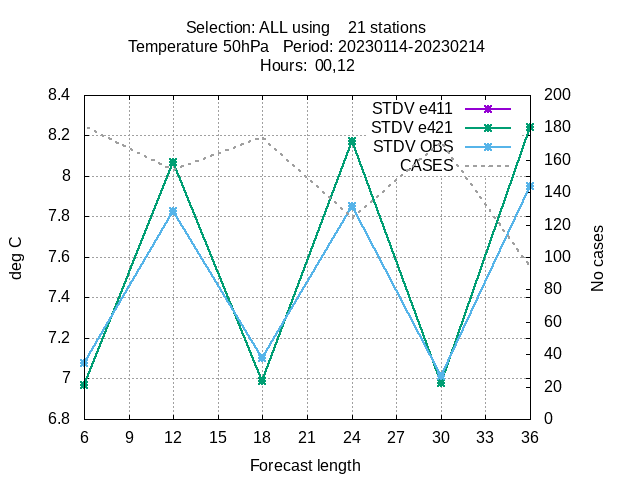 Selection: ALL using 21 stations
Temperature 50hPa Period: 20230114-20230214
Hours: 00,12
STDV e411
STDV e421
STDV OBS
CASES
8.4
8.2
8
7.8
7.6
7.4
7.2
7
6.8
200
180
160
140
120
100
80
60
40
20
0
deg C
No cases
6 9 12 15 18 21 24 27 30 33 36
Forecast length